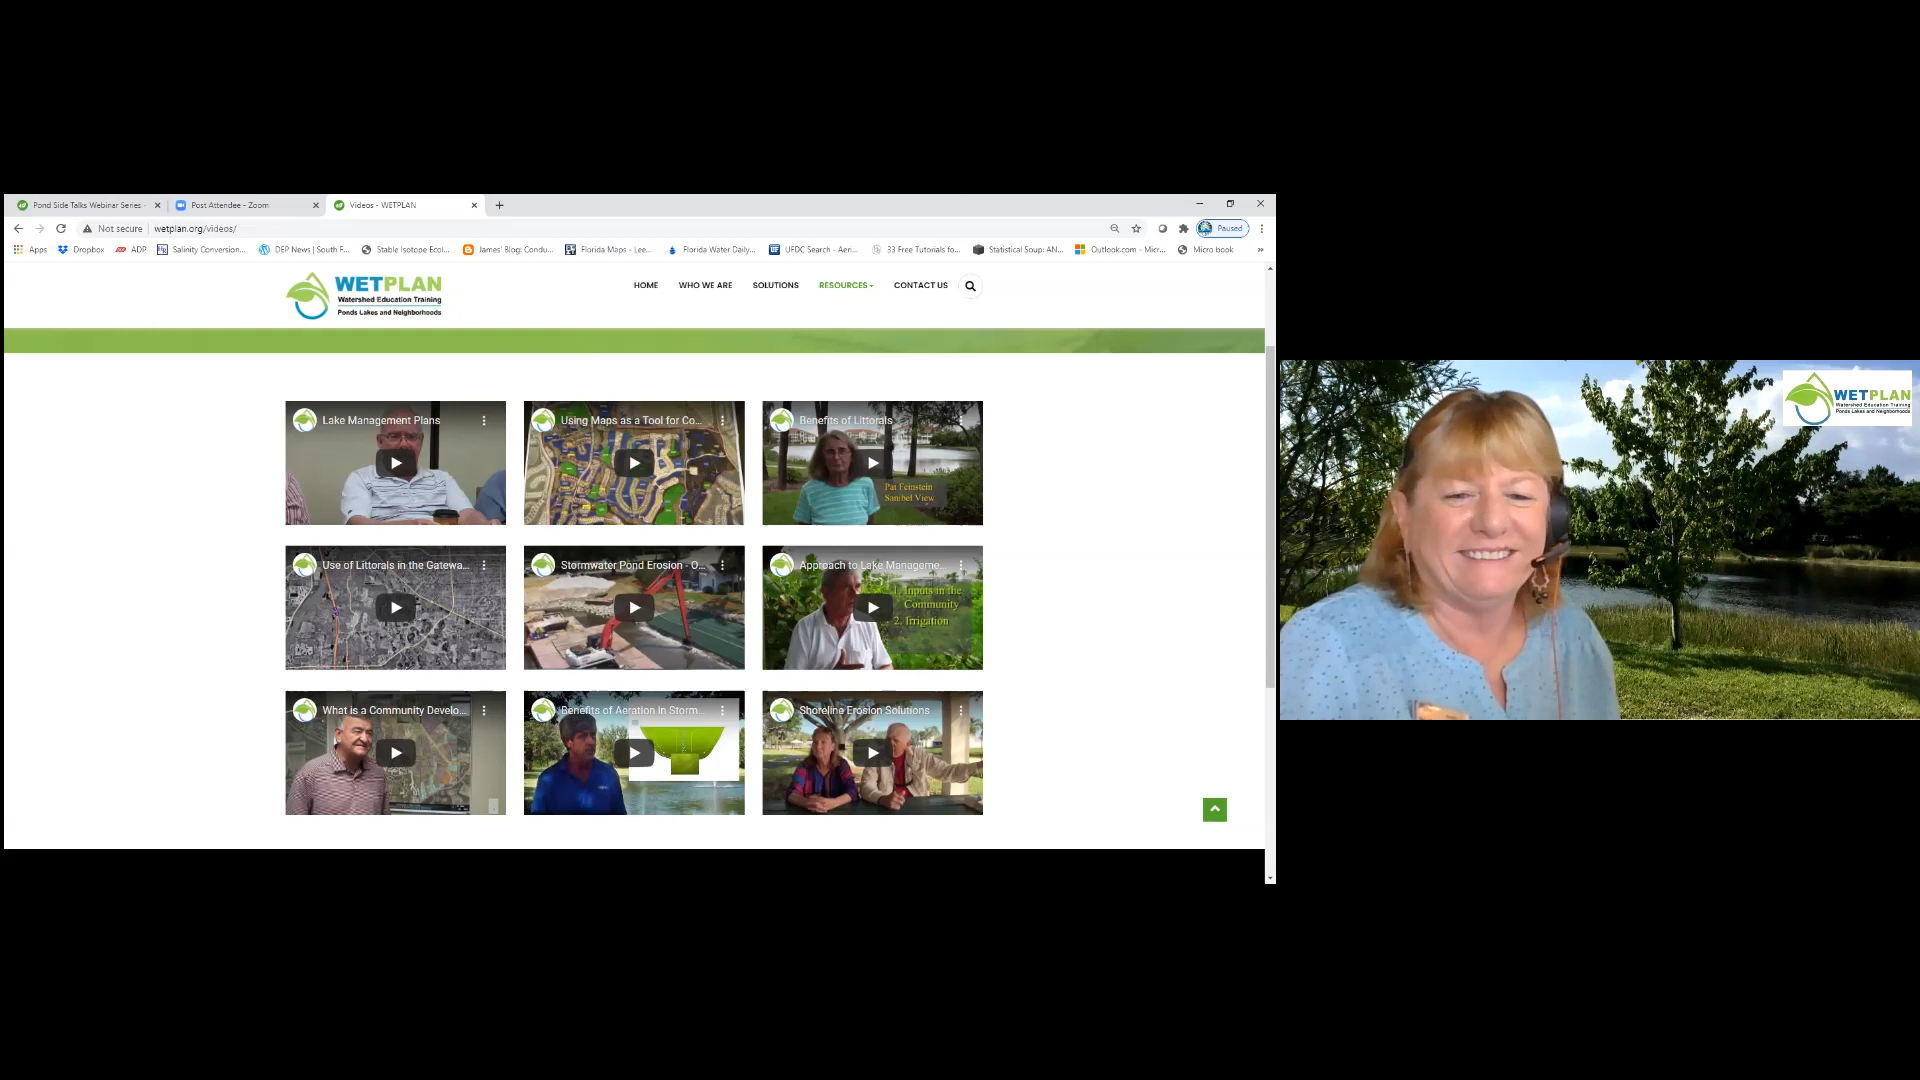 Pond Side Talks Webinar Series -
Post Attendee - Zoom
Videos - WETPLAN
Not secure
wetplan.org/videos/
Paused
Apps
Dropbox
ADP
Salinity Conversion...
DEP News | South F...
Stable Isotope Ecol...
James' Blog: Condu...
Florida Maps - Lee...
Florida Water Daily...
UFDC Search - Aeri...
33 Free Tutorials fo...
Statistical Soup: AN...
Outlook.com - Micr...
Micro book
WETPLAN
Watershed Education Training
Ponds Lakes and Neighborhoods
HOME
WHO WE ARE
SOLUTIONS
RESOURCES
CONTACT US
Lake Management Plans
Using Maps as a Tool for Co...
Benefits of Littorals
Pat Feinstein
Sanibel View
Use of Littorals in the Gatewa...
Stormwater Pond Erosion - O...
Approach to Lake Manageme...
1. Inputs in the
Community
2. Irrigation
What is a Community Develo...
Benefits of Aeration in Storm...
Shoreline Erosion Solutions
WETPLAN
Watershed Education Training
Ponds Lakes and Neighborhoods